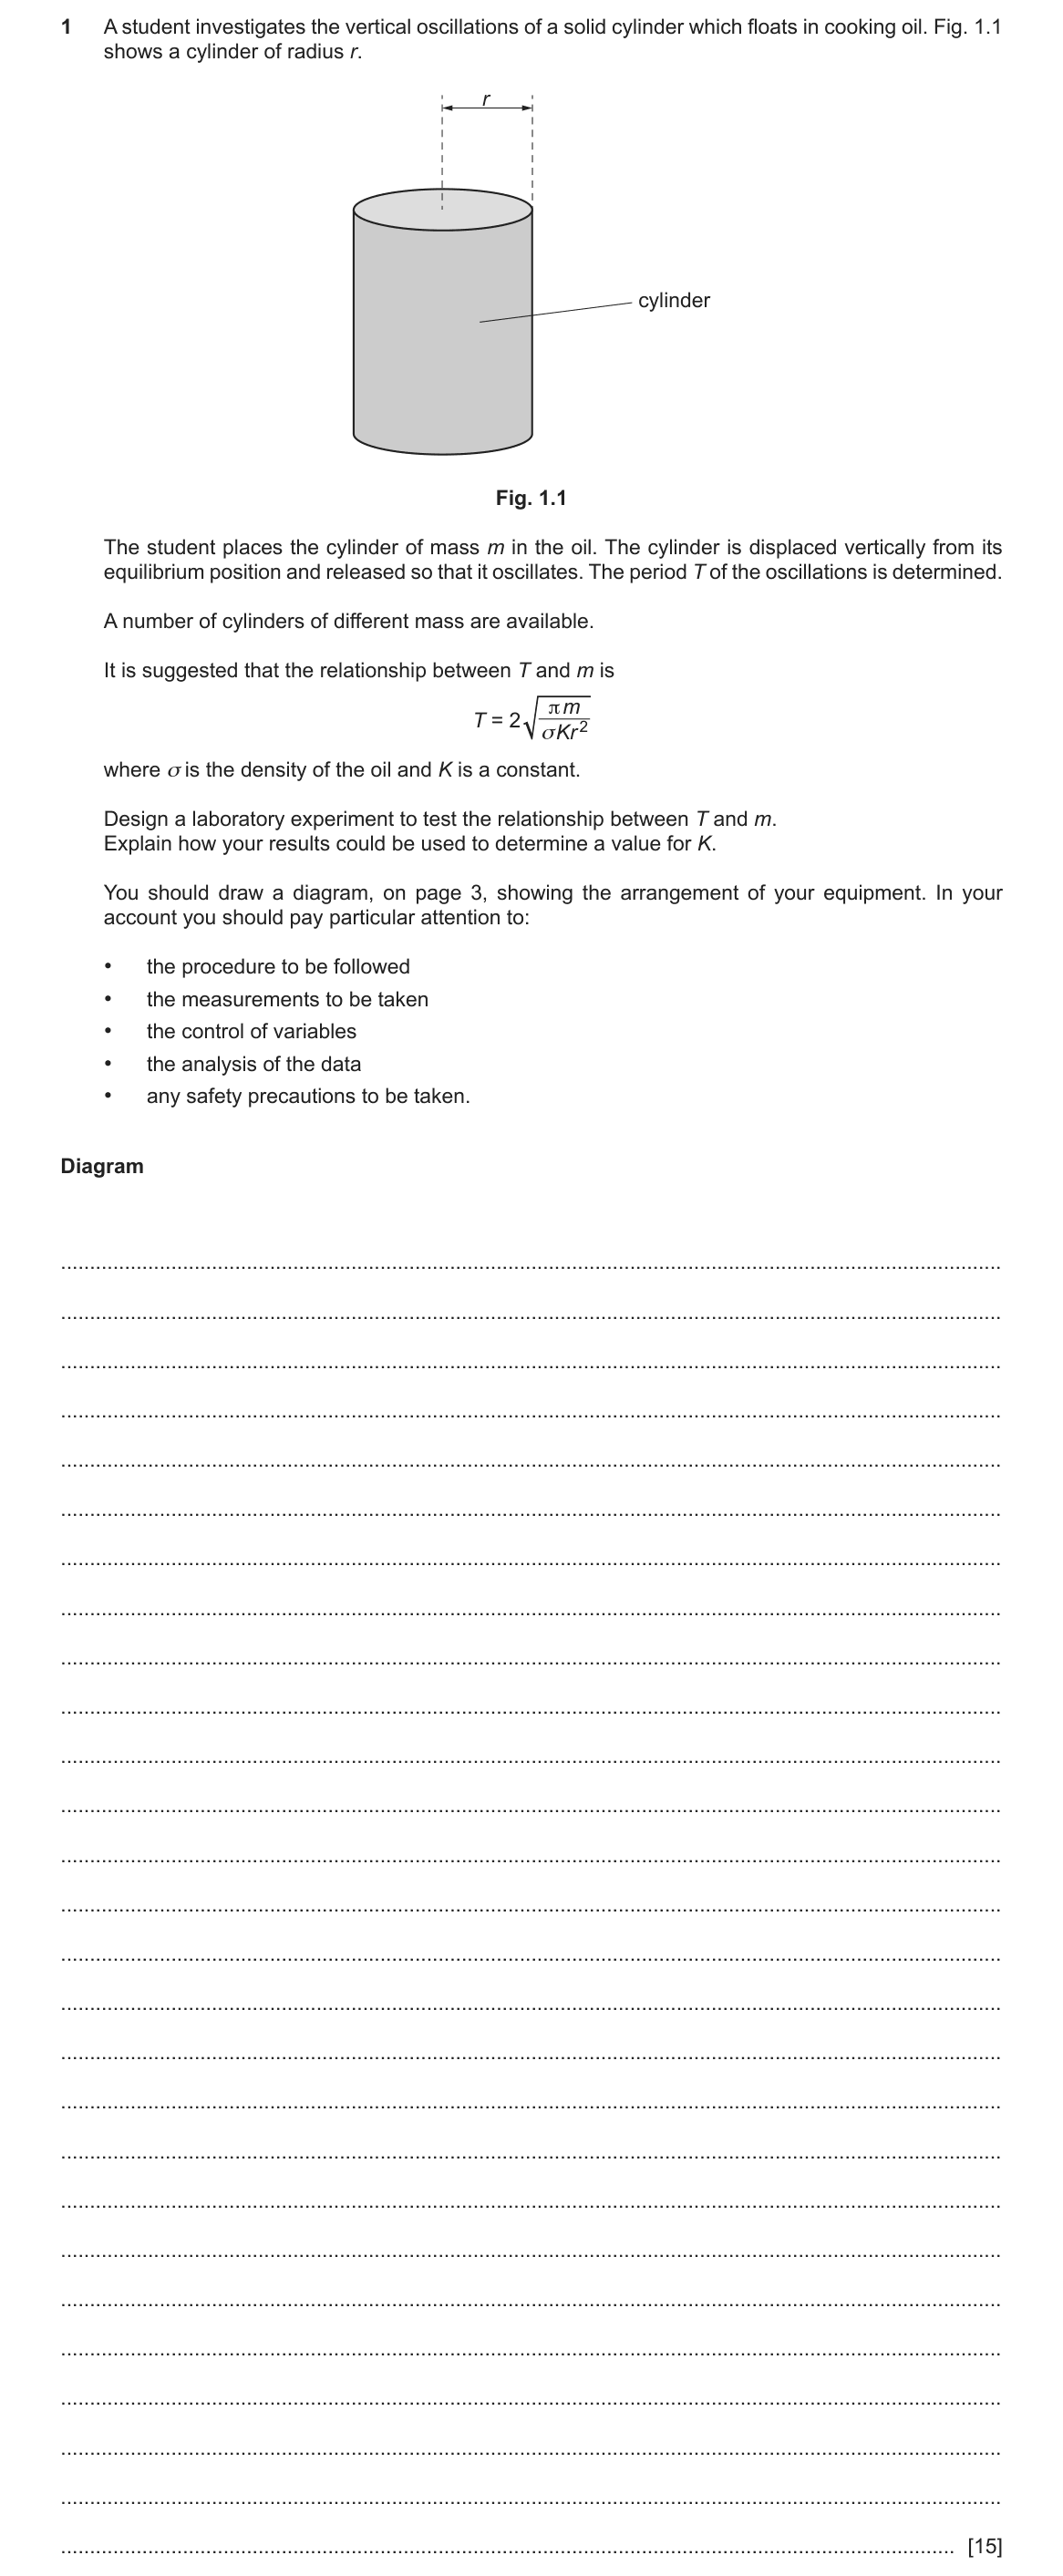 1 A student investigates the vertical oscillations of a solid cylinder which floats in cooking oil. Fig. 1.1
shows a cylinder of radius r.
r
cylinder
Fig. 1.1
The student places the cylinder of mass m in the oil. The cylinder is displaced vertically from its
equilibrium position and released so that it oscillates. The period T of the oscillations is determined.
A number of cylinders of different mass are available.
It is suggested that the relationship between T and m is
T = 2√(πm / σKr²)
where σ is the density of the oil and K is a constant.
Design a laboratory experiment to test the relationship between T and m.
Explain how your results could be used to determine a value for K.
You should draw a diagram, on page 3, showing the arrangement of your equipment. In your
account you should pay particular attention to:
• the procedure to be followed
• the measurements to be taken
• the control of variables
• the analysis of the data
• any safety precautions to be taken.
Diagram
[15]